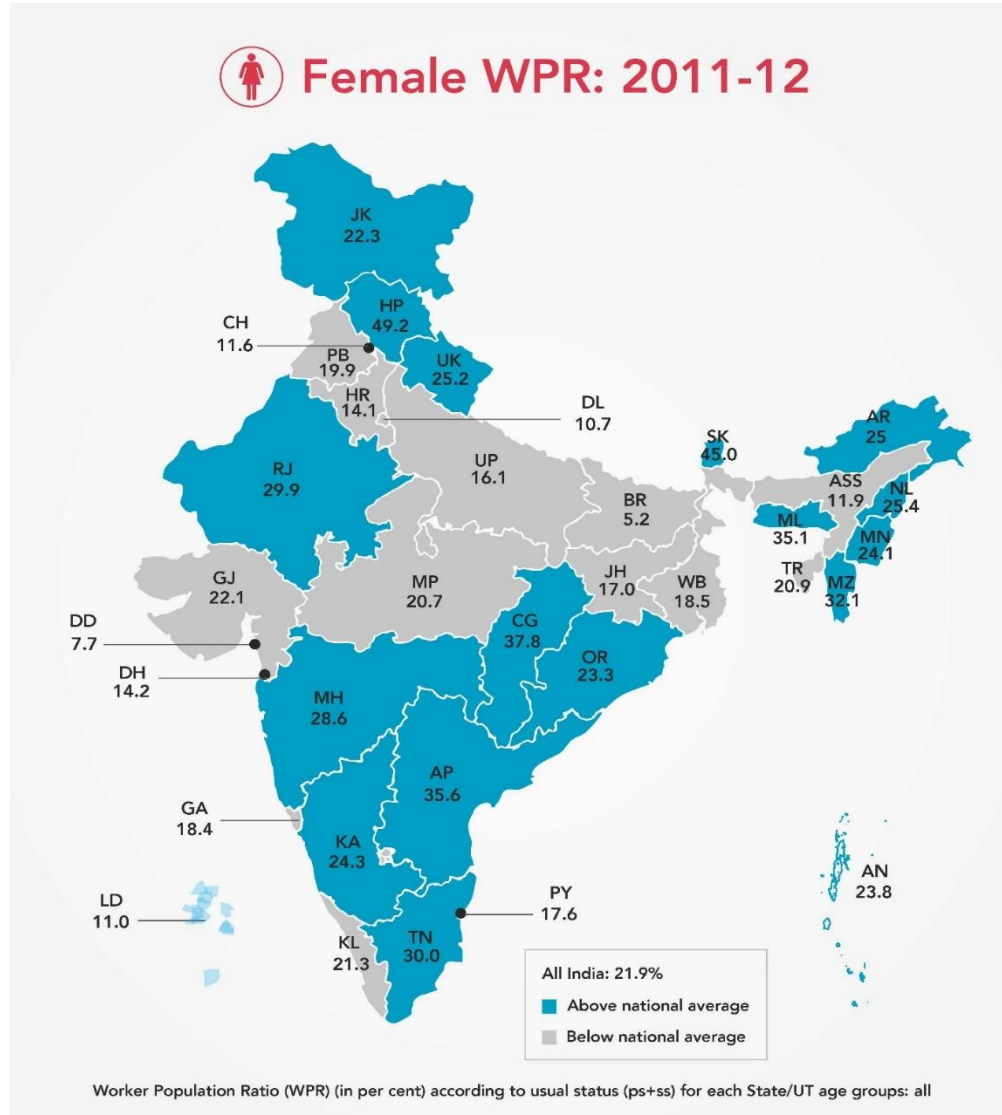 Female WPR: 2011-12
JK
22.3
HP
49.2
CH
11.6
PB
19.9
UK
25.2
HR
14.1
DL
10.7
AR
25
SK
45.0
RJ
29.9
UP
16.1
ASS
11.9
NL
25.4
BR
5.2
ML
35.1
MN
24.1
GJ
22.1
MP
20.7
JH
17.0
WB
18.5
TR
20.9
MZ
32.1
DD
7.7
CG
37.8
DH
14.2
OR
23.3
MH
28.6
AP
35.6
GA
18.4
KA
24.3
AN
23.8
LD
11.0
PY
17.6
KL
21.3
TN
30.0
All India: 21.9%
Above national average
Below national average
Worker Population Ratio (WPR) (in per cent) according to usual status (ps+ss) for each State/UT age groups: all